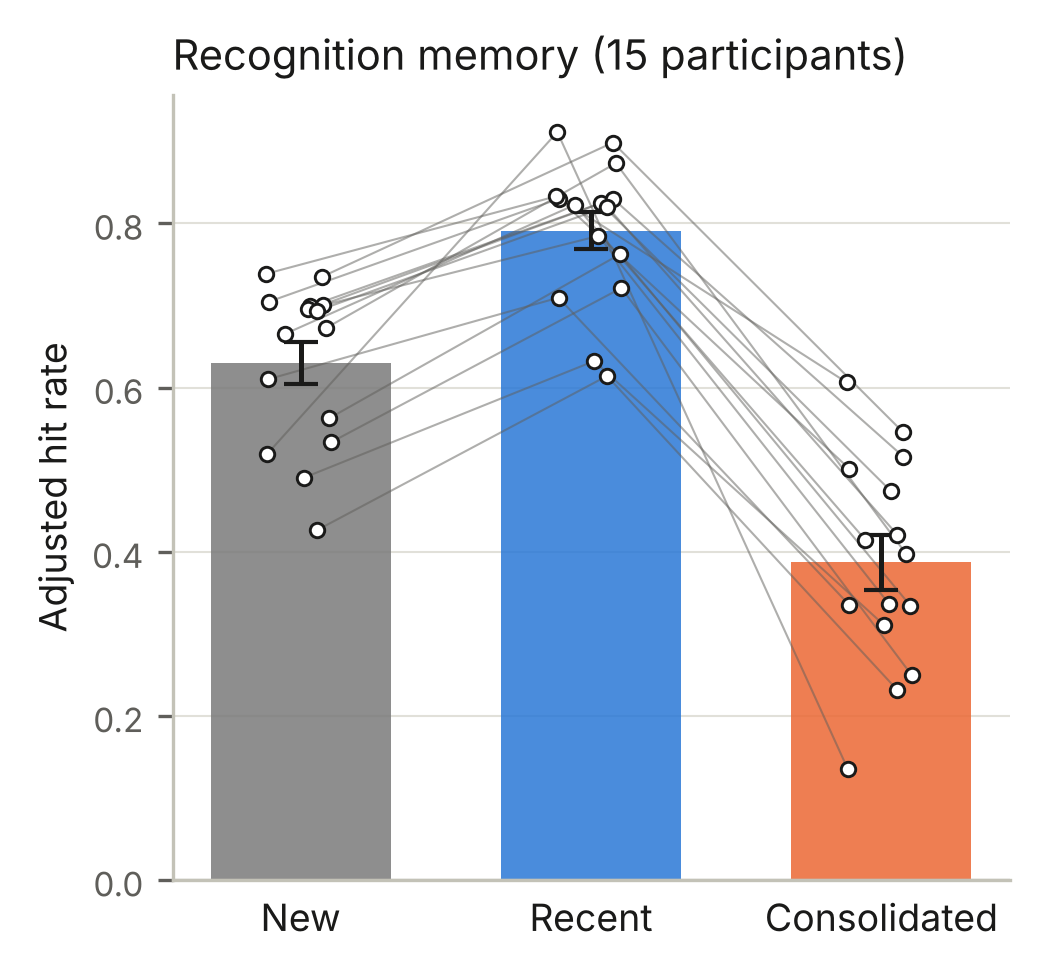 Recognition memory (15 participants)
Adjusted hit rate
0.8
0.6
0.4
0.2
0.0
New
Recent
Consolidated